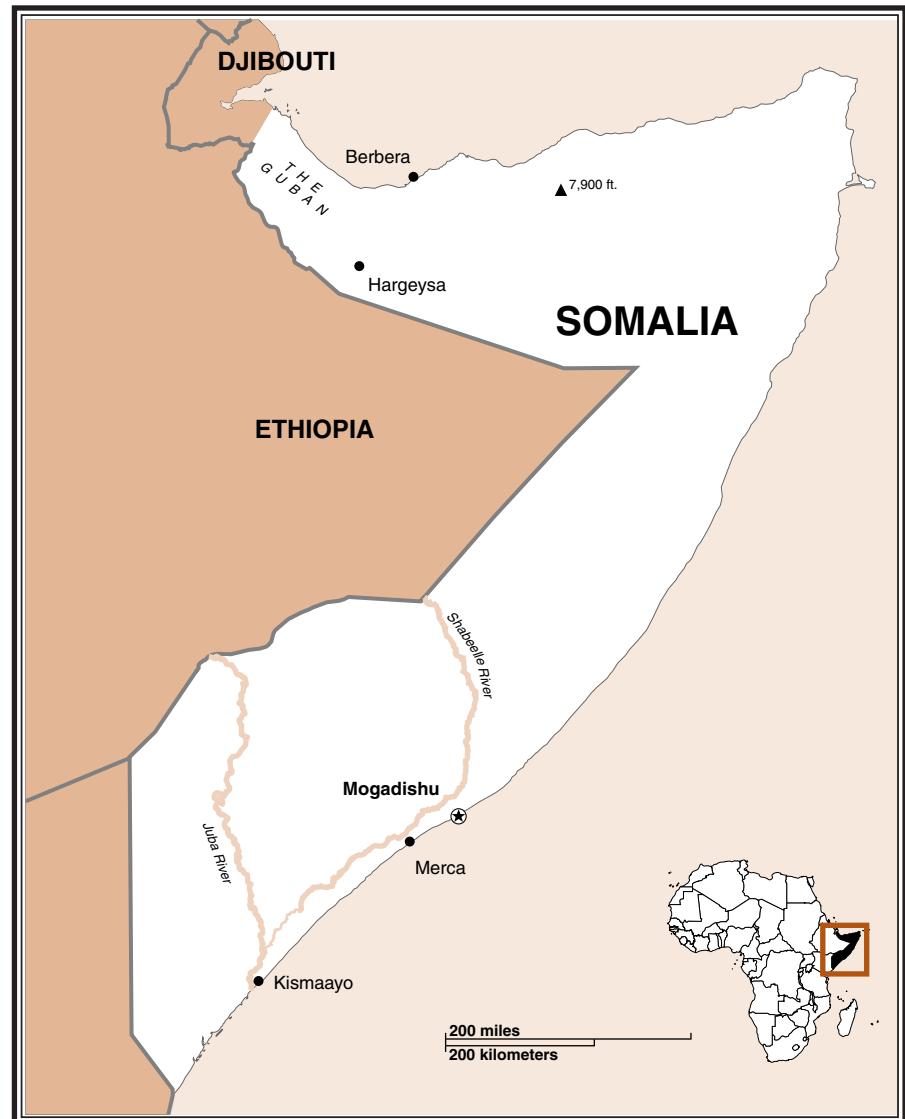 DJIBOUTI
Berbera
THE
GUBAN
7,900 ft.
Hargeysa
SOMALIA
ETHIOPIA
Shabeelle River
Mogadishu
Juba River
Merca
Kismaayo
200 miles
200 kilometers